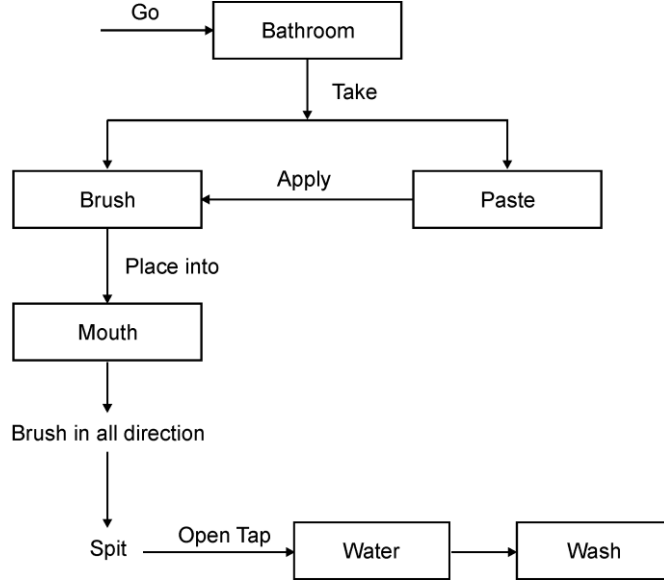 Go
Bathroom
Take
Brush
Apply
Paste
Place into
Mouth
Brush in all direction
Spit
Open Tap
Water
Wash